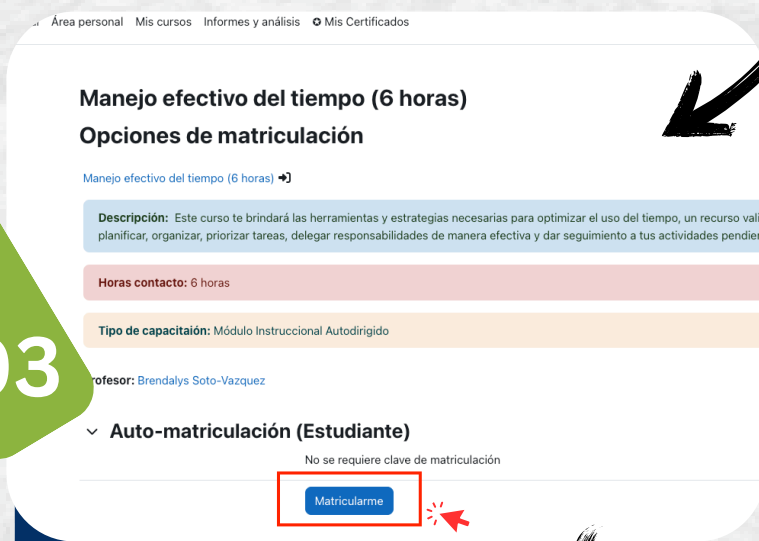 Área personal Mis cursos Informes y análisis Mis Certificados
Manejo efectivo del tiempo (6 horas)
Opciones de matriculación
Manejo efectivo del tiempo (6 horas)
Descripción: Este curso te brindará las herramientas y estrategias necesarias para optimizar el uso del tiempo, un recurso
planificar, organizar, priorizar tareas, delegar responsabilidades de manera efectiva y dar seguimiento a tus actividades
Horas contacto: 6 horas
Tipo de capacitaión: Módulo Instruccional Autodirigido
03
rofesor: Brendalys Soto-Vazquez
Auto-matriculación (Estudiante)
No se requiere clave de matriculación
Matricularme